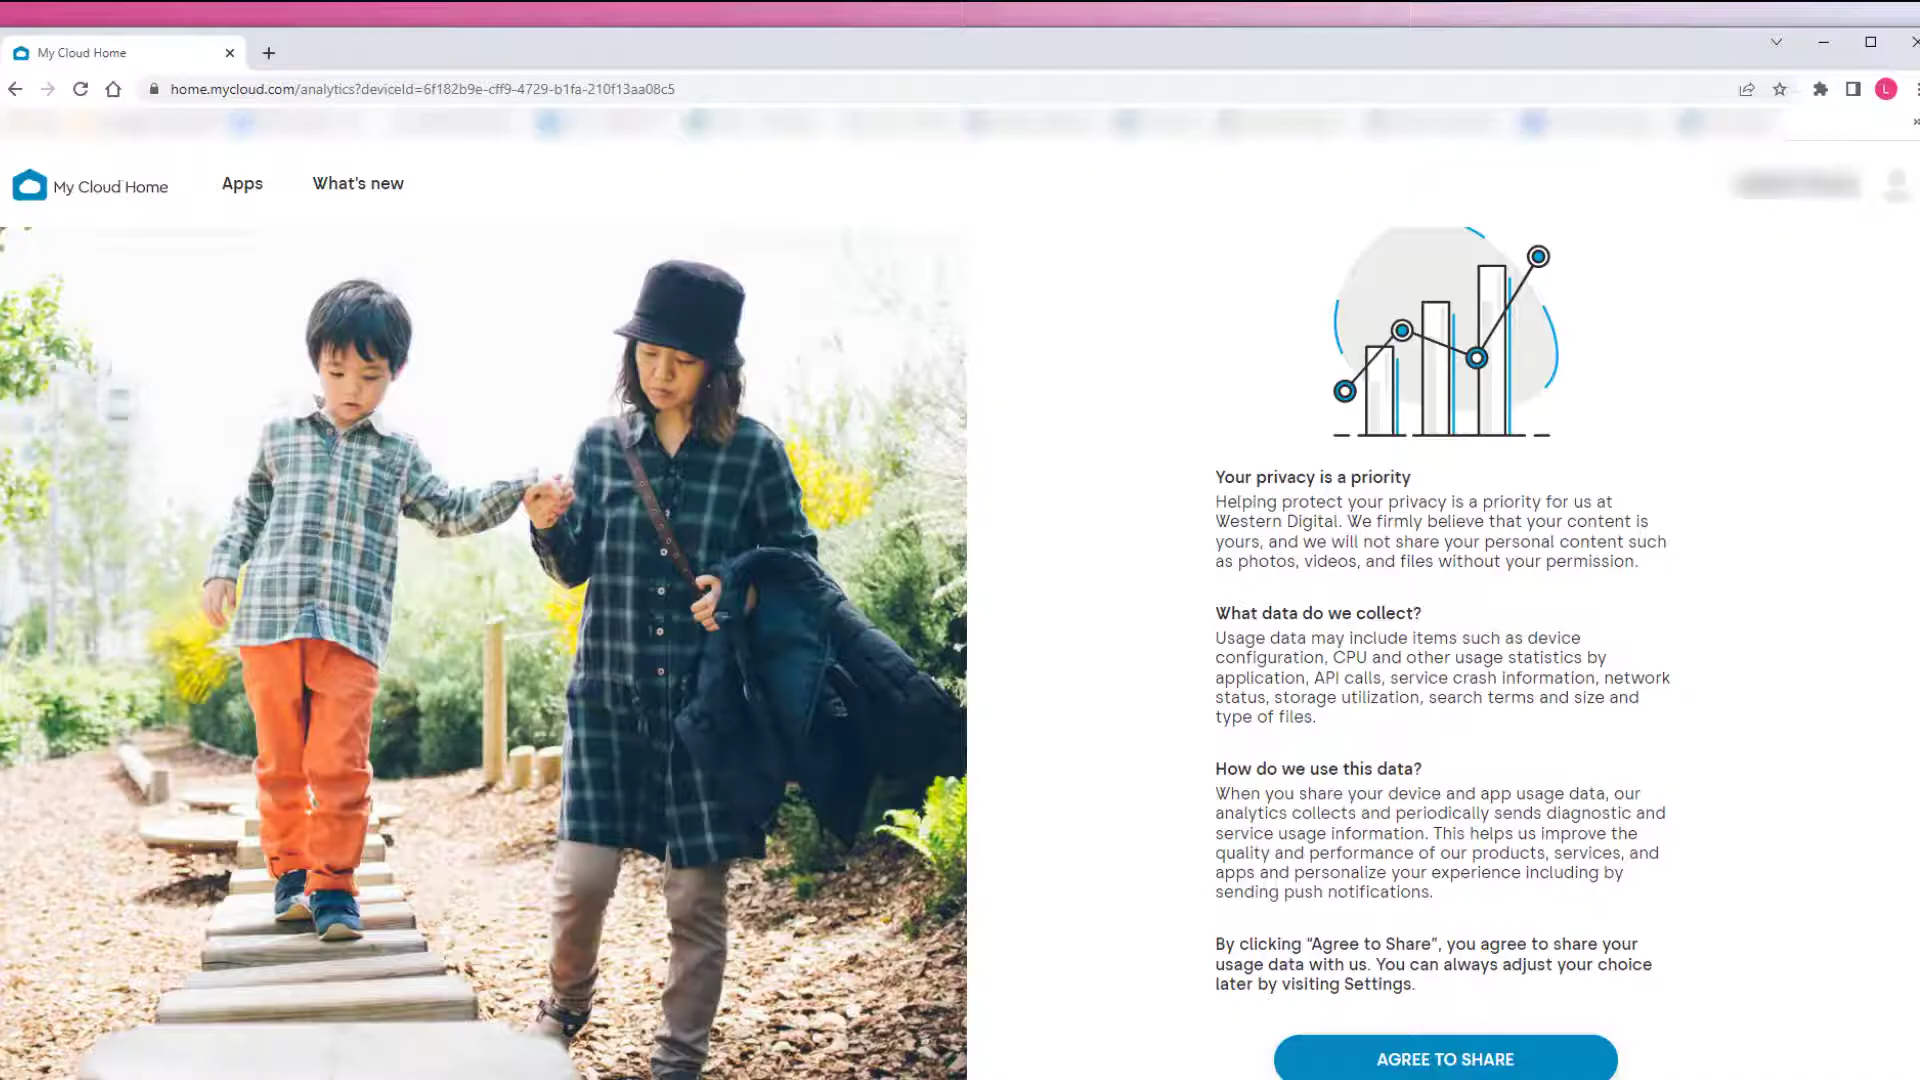 My Cloud Home
home.mycloud.com/analytics?deviceId=6f182b9e-cff9-4729-b1fa-210f13aa08c5
My Cloud Home
Apps
What's new
Your privacy is a priority
Helping protect your privacy is a priority for us at
Western Digital. We firmly believe that your content is
yours, and we will not share your personal content such
as photos, videos, and files without your permission.
What data do we collect?
Usage data may include items such as device
configuration, CPU and other usage statistics by
application, API calls, service crash information, network
status, storage utilization, search terms and size and
type of files.
How do we use this data?
When you share your device and app usage data, our
analytics collects and periodically sends diagnostic and
service usage information. This helps us improve the
quality and performance of our products, services, and
apps and personalize your experience including by
sending push notifications.
By clicking "Agree to Share", you agree to share your
usage data with us. You can always adjust your choice
later by visiting Settings.
AGREE TO SHARE
L